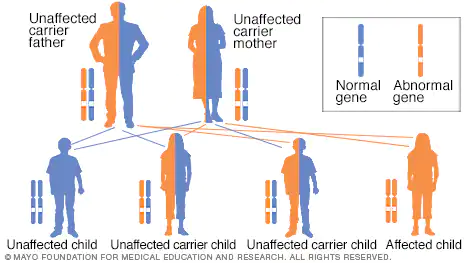 Unaffected
carrier
father
Unaffected
carrier
mother
Normal
gene
Abnormal
gene
Unaffected child
Unaffected carrier child
Unaffected carrier child
Affected child
© MAYO FOUNDATION FOR MEDICAL EDUCATION AND RESEARCH. ALL RIGHTS RESERVED.